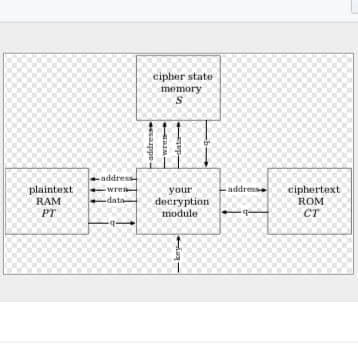 cipher state
memory
S
address
wren
data
q
address
wren
data
q
plaintext
RAM
PT
your
decryption
module
address
q
ciphertext
ROM
CT
key